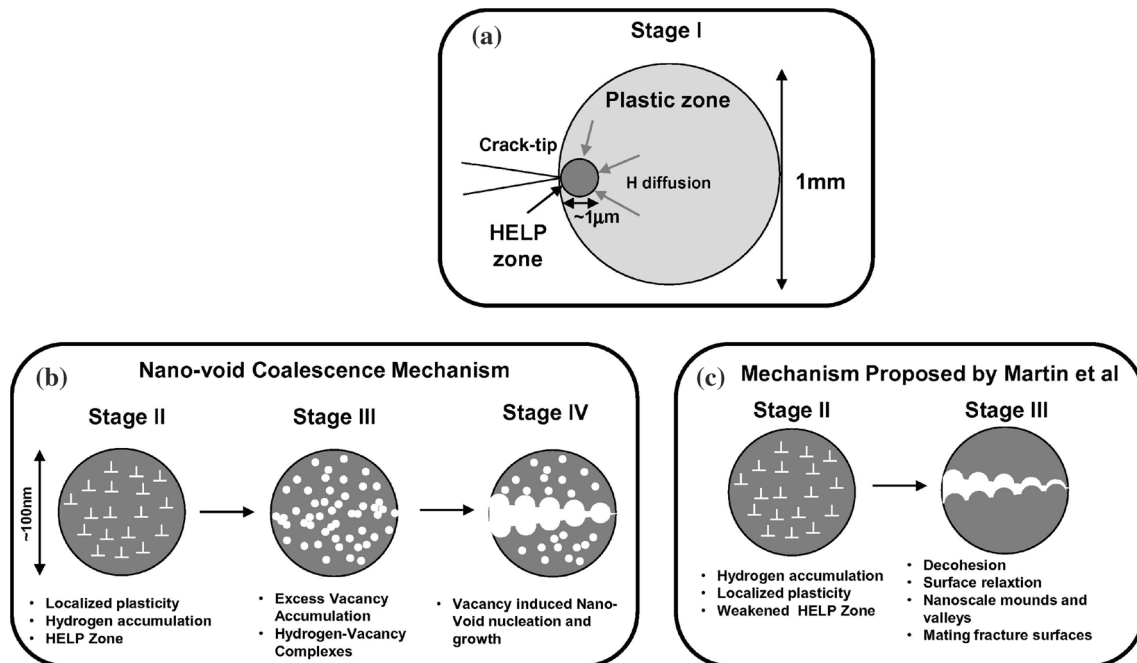 (a)
Stage I
Plastic zone
Crack-tip
H diffusion
1mm
~1μm
HELP
zone
(b)
Nano-void Coalescence Mechanism
Stage II
Stage III
Stage IV
~100nm
• Localized plasticity
• Hydrogen accumulation
• HELP Zone
• Excess Vacancy
Accumulation
• Hydrogen-Vacancy
Complexes
• Vacancy induced Nano-
Void nucleation and
growth
(c)
Mechanism Proposed by Martin et al
Stage II
Stage III
• Hydrogen accumulation
• Localized plasticity
• Weakened HELP Zone
• Decohesion
• Surface relaxtion
• Nanoscale mounds and
valleys
• Mating fracture surfaces